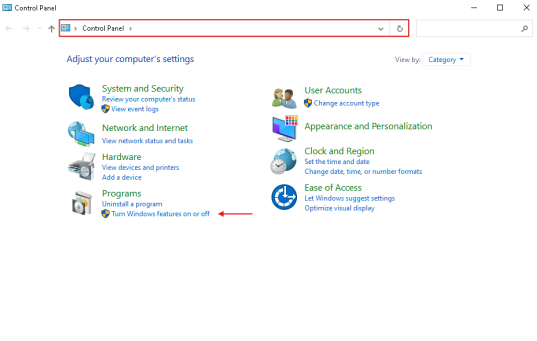 Control Panel
Control Panel
Adjust your computer's settings
View by: Category
System and Security
Review your computer's status
View event logs
Network and Internet
View network status and tasks
Hardware
View devices and printers
Add a device
Programs
Uninstall a program
Turn Windows features on or off
User Accounts
Change account type
Appearance and Personalization
Clock and Region
Set the time and date
Change date, time, or number formats
Ease of Access
Let Windows suggest settings
Optimize visual display